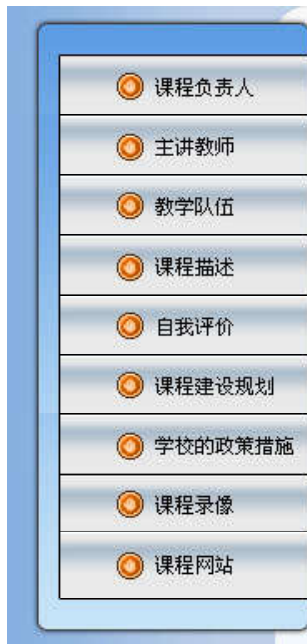 课程负责人
主讲教师
教学队伍
课程描述
自我评价
课程建设规划
学校的政策措施
课程录像
课程网站